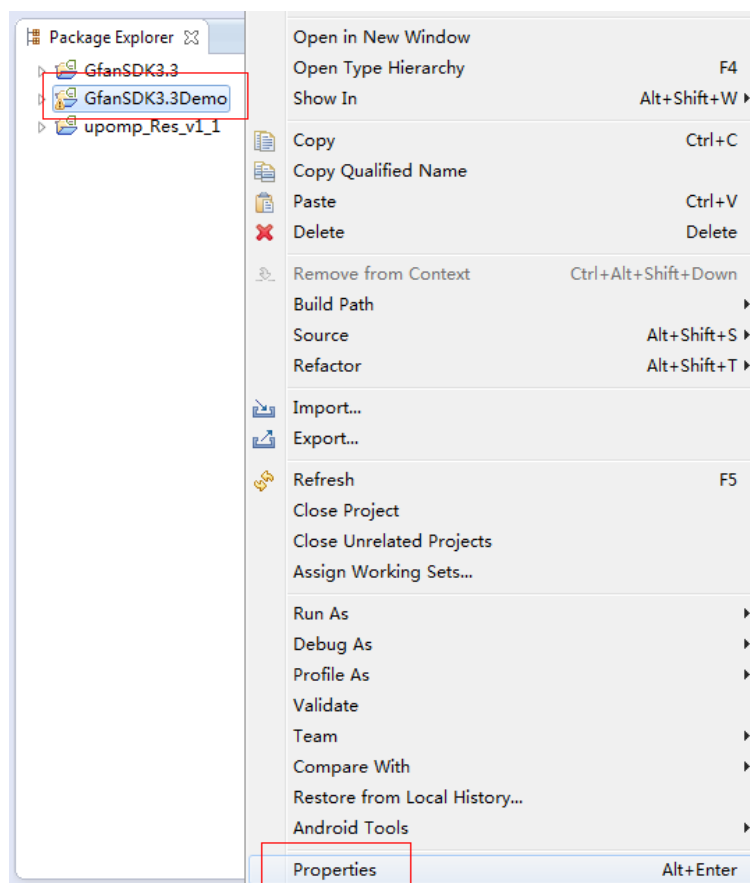 Package Explorer
GfanSDK3.3
GfanSDK3.3Demo
upomp_Res_v1_1
Open in New Window
Open Type Hierarchy F4
Show In Alt+Shift+W
Copy Ctrl+C
Copy Qualified Name
Paste Ctrl+V
Delete Delete
Remove from Context Ctrl+Alt+Shift+Down
Build Path
Source Alt+Shift+S
Refactor Alt+Shift+T
Import...
Export...
Refresh F5
Close Project
Close Unrelated Projects
Assign Working Sets...
Run As
Debug As
Profile As
Validate
Team
Compare With
Restore from Local History...
Android Tools
Properties Alt+Enter